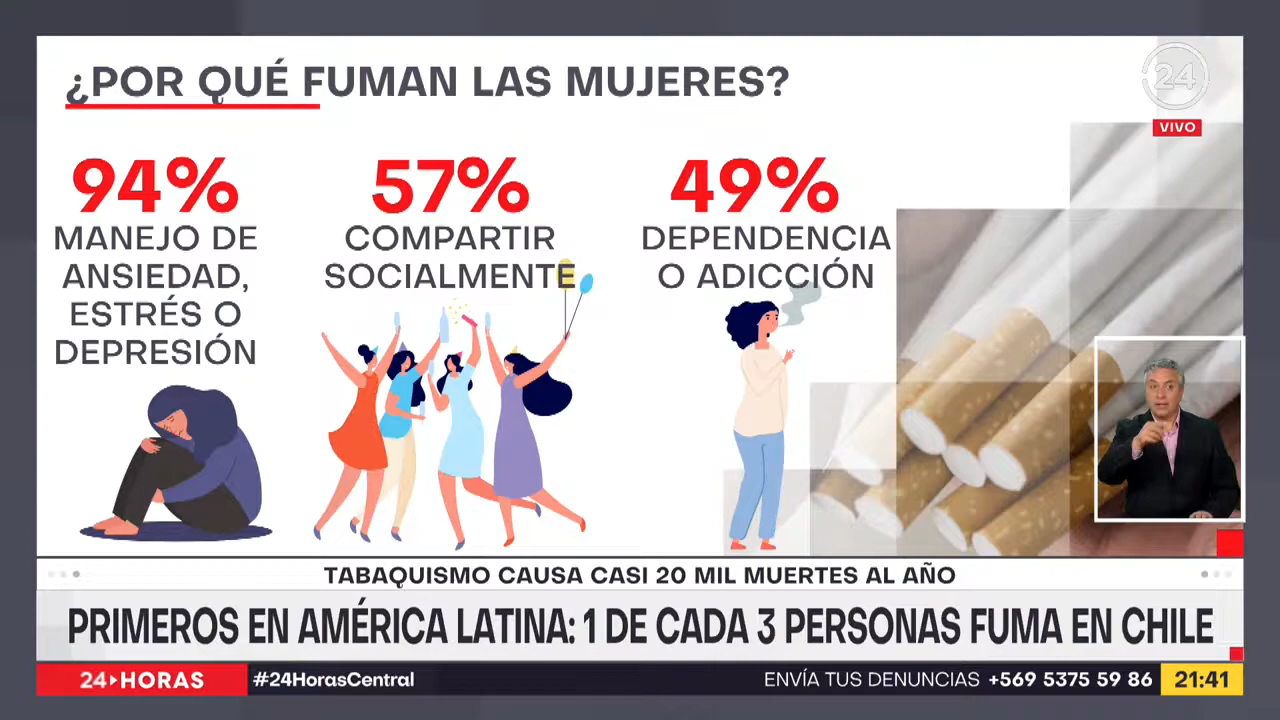 ¿POR QUÉ FUMAN LAS MUJERES?
24
VIVO
94%
MANEJO DE
ANSIEDAD,
ESTRÉS O
DEPRESIÓN
57%
COMPARTIR
SOCIALMENTE
49%
DEPENDENCIA
O ADICCIÓN
TABAQUISMO CAUSA CASI 20 MIL MUERTES AL AÑO
PRIMEROS EN AMÉRICA LATINA: 1 DE CADA 3 PERSONAS FUMA EN CHILE
24 HORAS #24HorasCentral ENVÍA TUS DENUNCIAS +569 5375 59 86 21:41